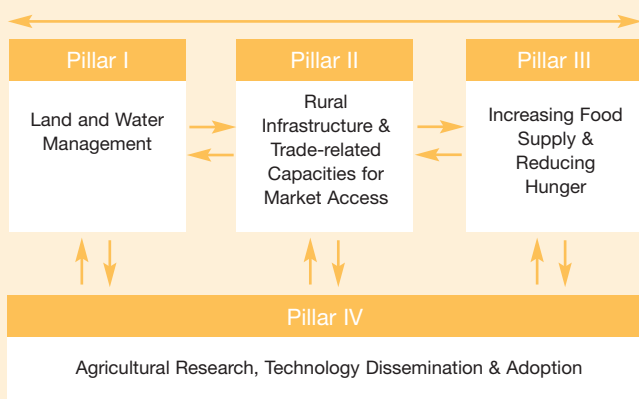 Pillar I
Land and Water
Management
Pillar II
Rural
Infrastructure &
Trade-related
Capacities for
Market Access
Pillar III
Increasing Food
Supply &
Reducing
Hunger
Pillar IV
Agricultural Research, Technology Dissemination & Adoption